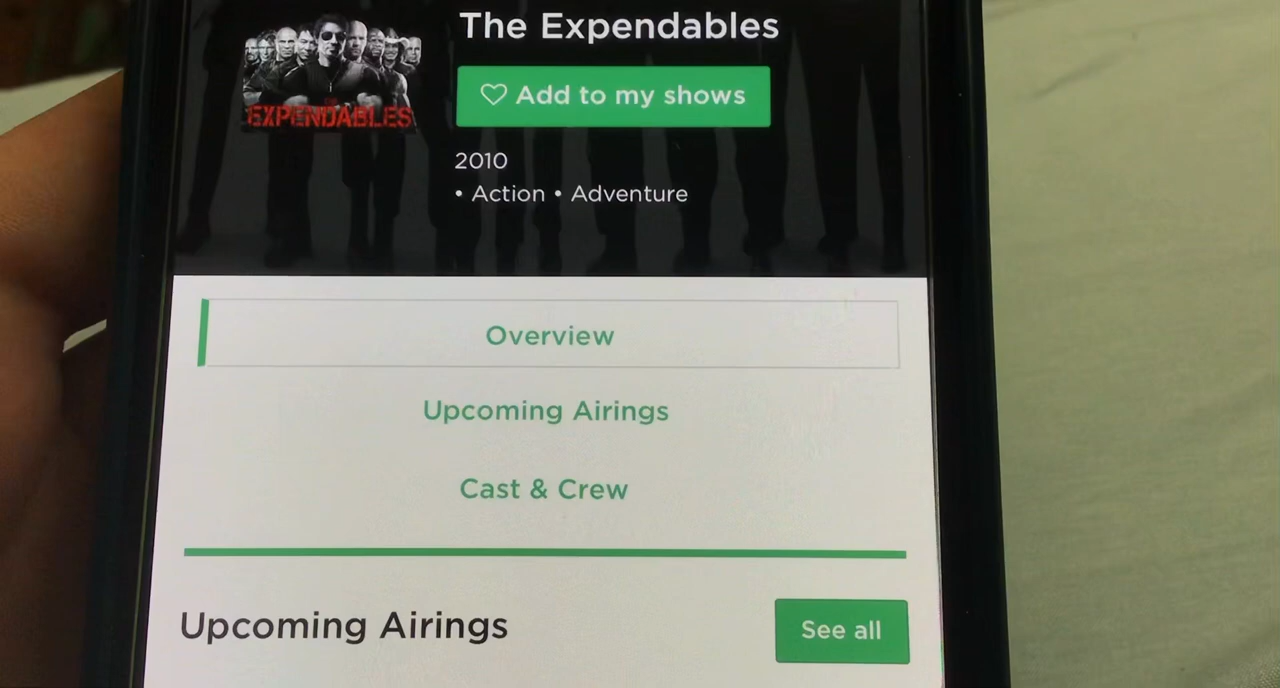 The Expendables
THE
EXPENDABLES
Add to my shows
2010
• Action • Adventure
Overview
Upcoming Airings
Cast & Crew
Upcoming Airings
See all